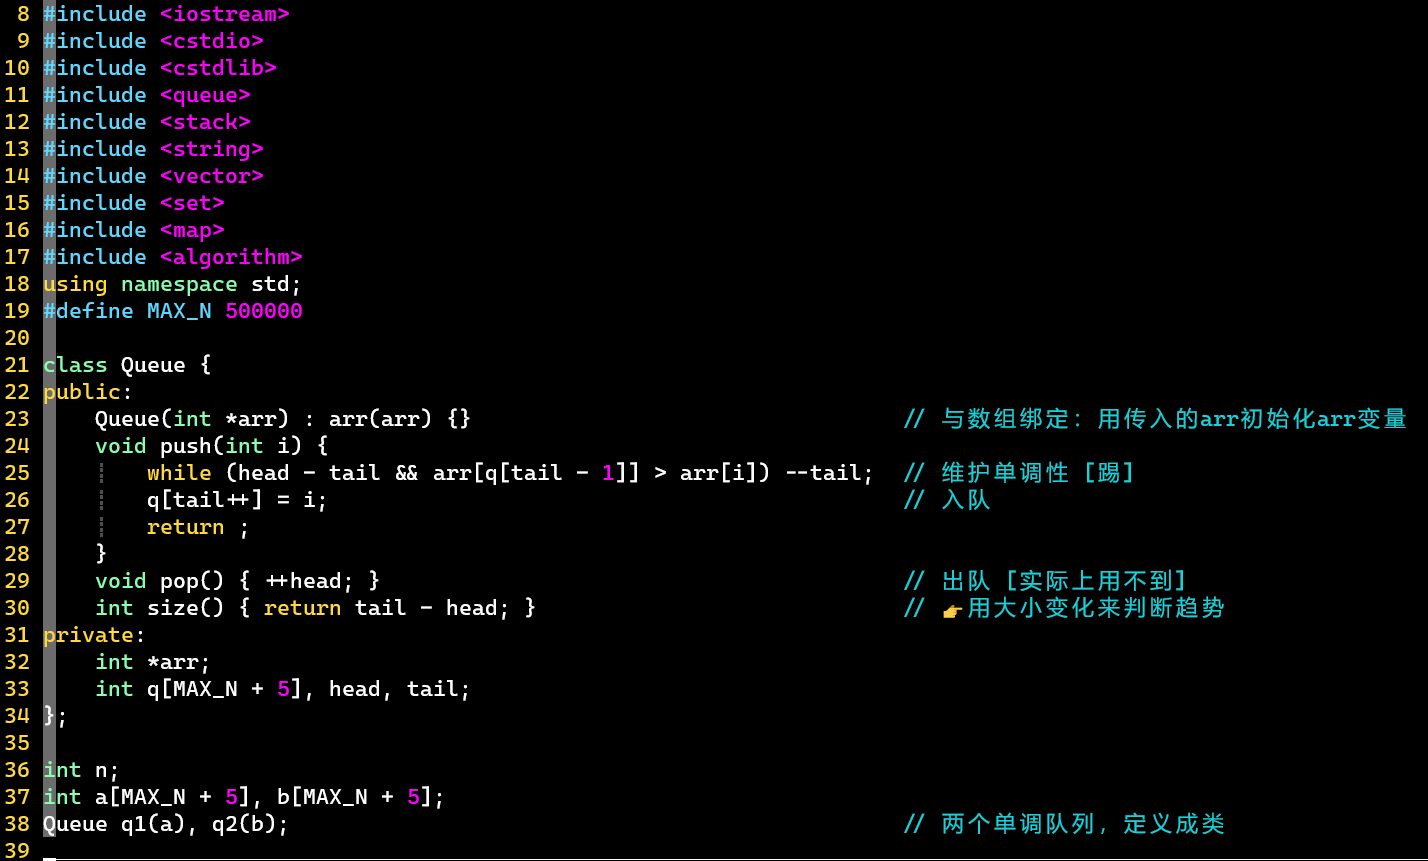 8 #include <iostream>
9 #include <cstdio>
10 #include <cstdlib>
11 #include <queue>
12 #include <stack>
13 #include <string>
14 #include <vector>
15 #include <set>
16 #include <map>
17 #include <algorithm>
18 using namespace std;
19 #define MAX_N 500000
20
21 class Queue {
22 public:
23     Queue(int *arr) : arr(arr) {}                                 // 与数组绑定：用传入的arr初始化arr变量
24     void push(int i) {
25         while (head - tail && arr[q[tail - 1]] > arr[i]) --tail;  // 维护单调性［踢］
26         q[tail++] = i;                                            // 入队
27         return ;
28     }
29     void pop() { ++head; }                                        // 出队［实际上用不到］
30     int size() { return tail - head; }                            // 👉用大小变化来判断趋势
31 private:
32     int *arr;
33     int q[MAX_N + 5], head, tail;
34 };
35
36 int n;
37 int a[MAX_N + 5], b[MAX_N + 5];
38 Queue q1(a), q2(b);                                               // 两个单调队列，定义成类
39